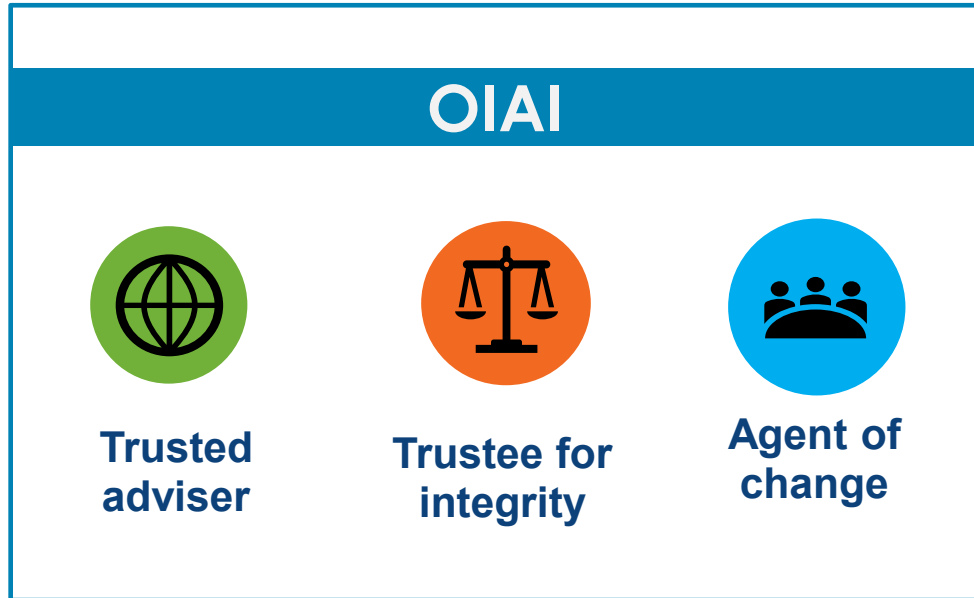 OIAI
Trusted
adviser
Trustee for
integrity
Agent of
change